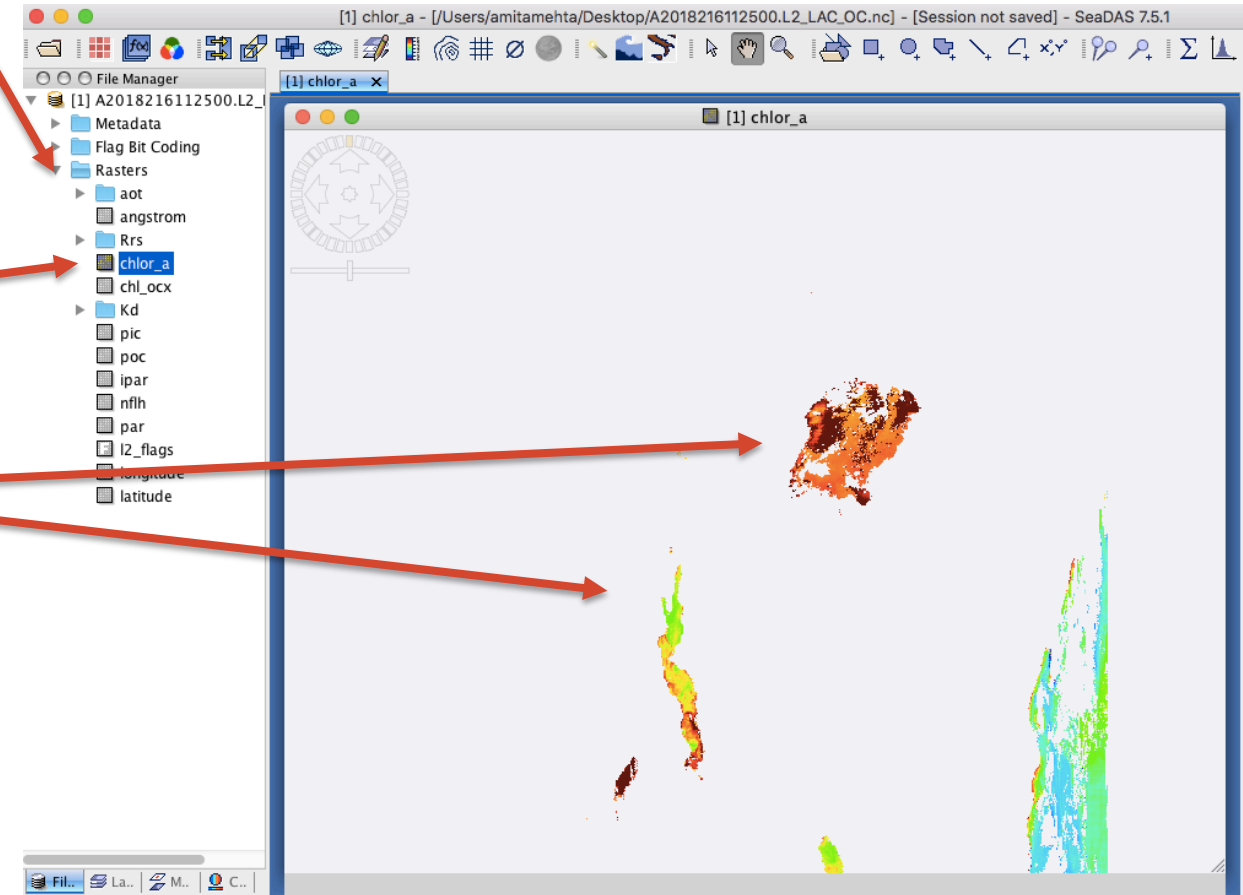 [1] chlor_a - [/Users/amitamehta/Desktop/A2018216112500.L2_LAC_OC.nc] - [Session not saved] - SeaDAS 7.5.1
f(x)
File Manager
[1] chlor_a X
[1] A2018216112500.L2_
Metadata
[1] chlor_a
Flag Bit Coding
Rasters
aot
angstrom
Rrs
chlor_a
chl_ocx
Kd
pic
poc
ipar
nflh
par
F l2_flags
longitude
latitude
Fil.. La.. M.. C..